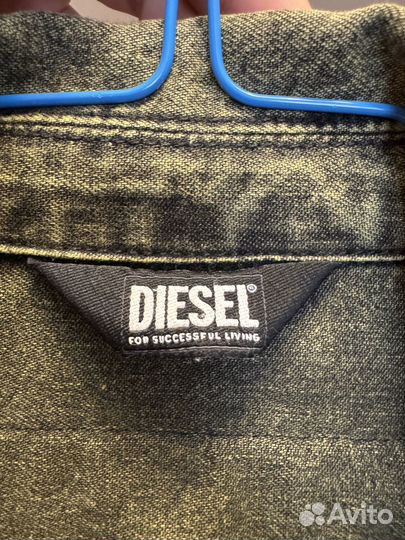 DIESEL®
FOR SUCCESSFUL LIVING
Avito